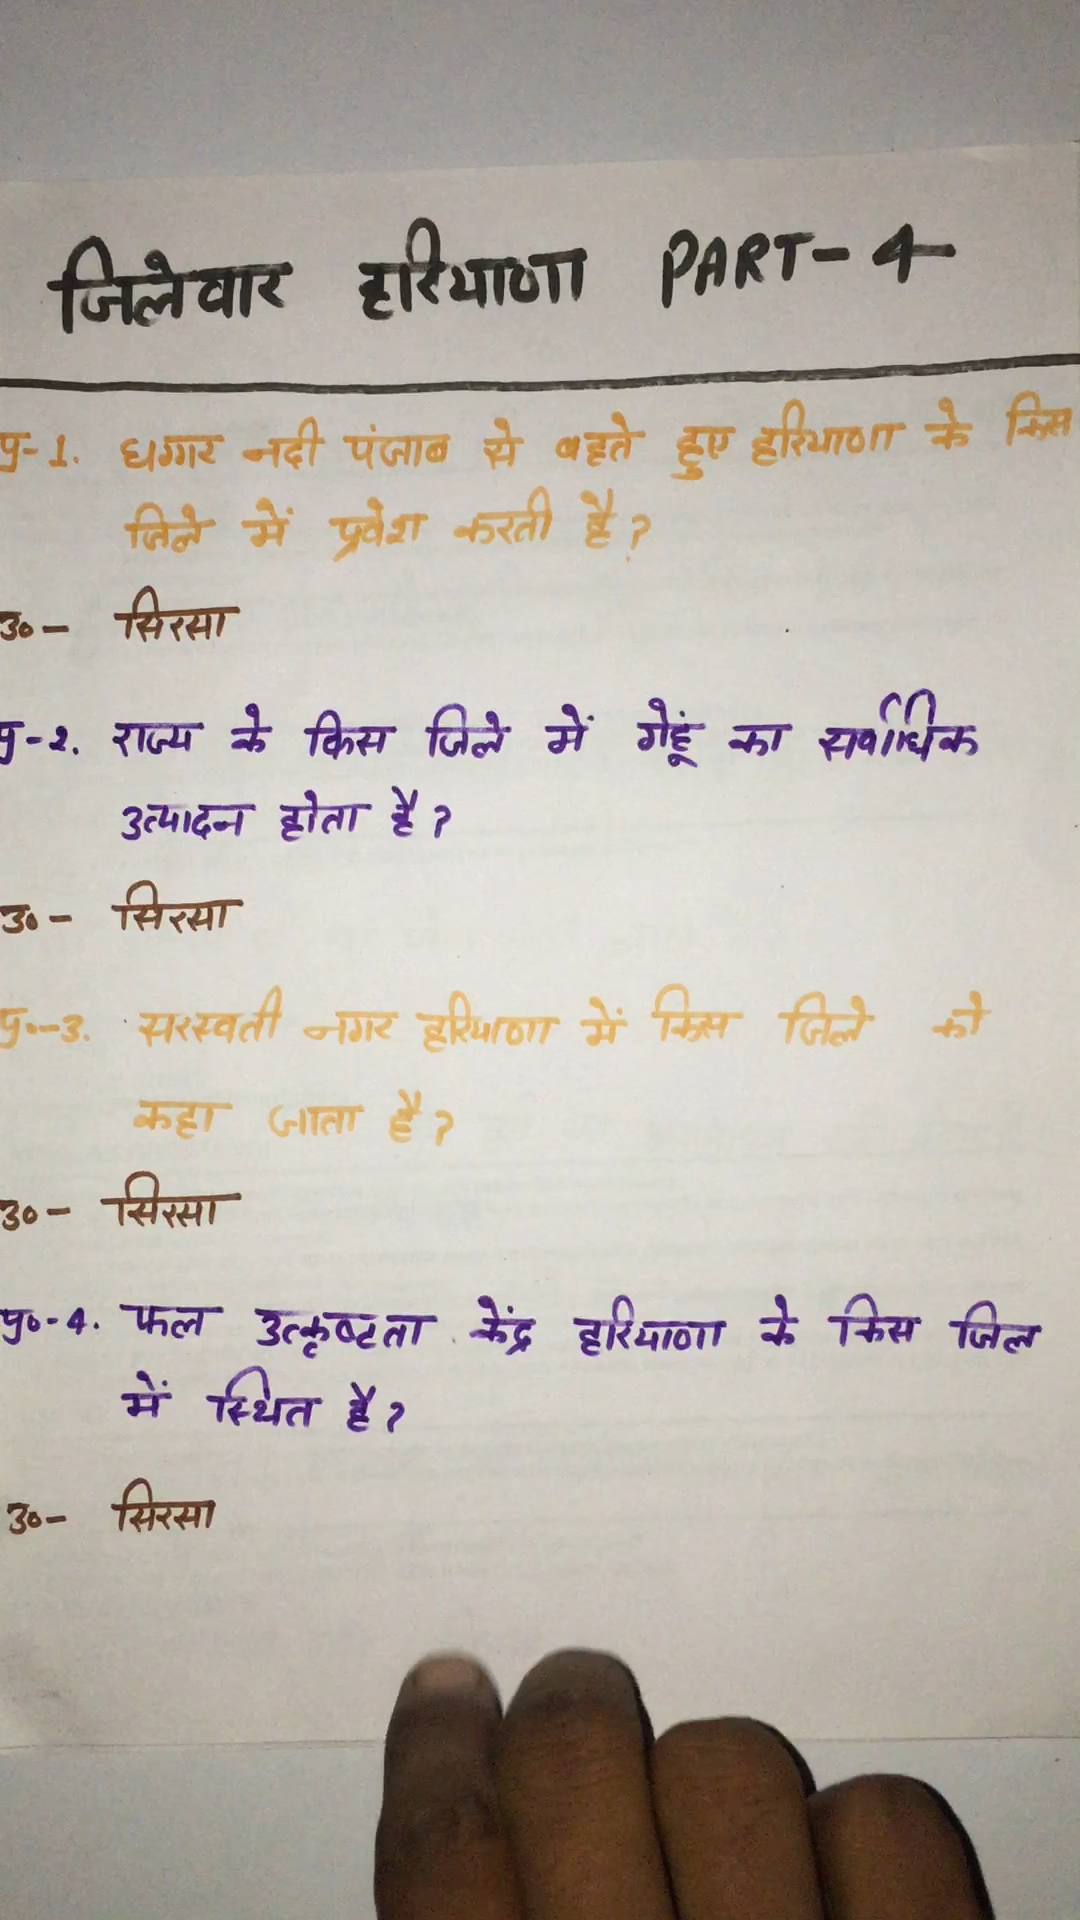 जिलेवार हरियाणा PART-4
प्र-1. घग्गर नदी पंजाब से बहते हुए हरियाणा के किस
जिले में प्रवेश करती है?
उ०- सिरसा
प्र-2. राज्य के किस जिले में गेहूं का सर्वाधिक
उत्पादन होता है?
उ०- सिरसा
प्र०-3. सरस्वती नगर हरियाणा में किस जिले को
कहा जाता है?
उ०- सिरसा
प्र०-4. फल उत्कृष्टता केंद्र हरियाणा के किस जिल
में स्थित है?
उ०- सिरसा